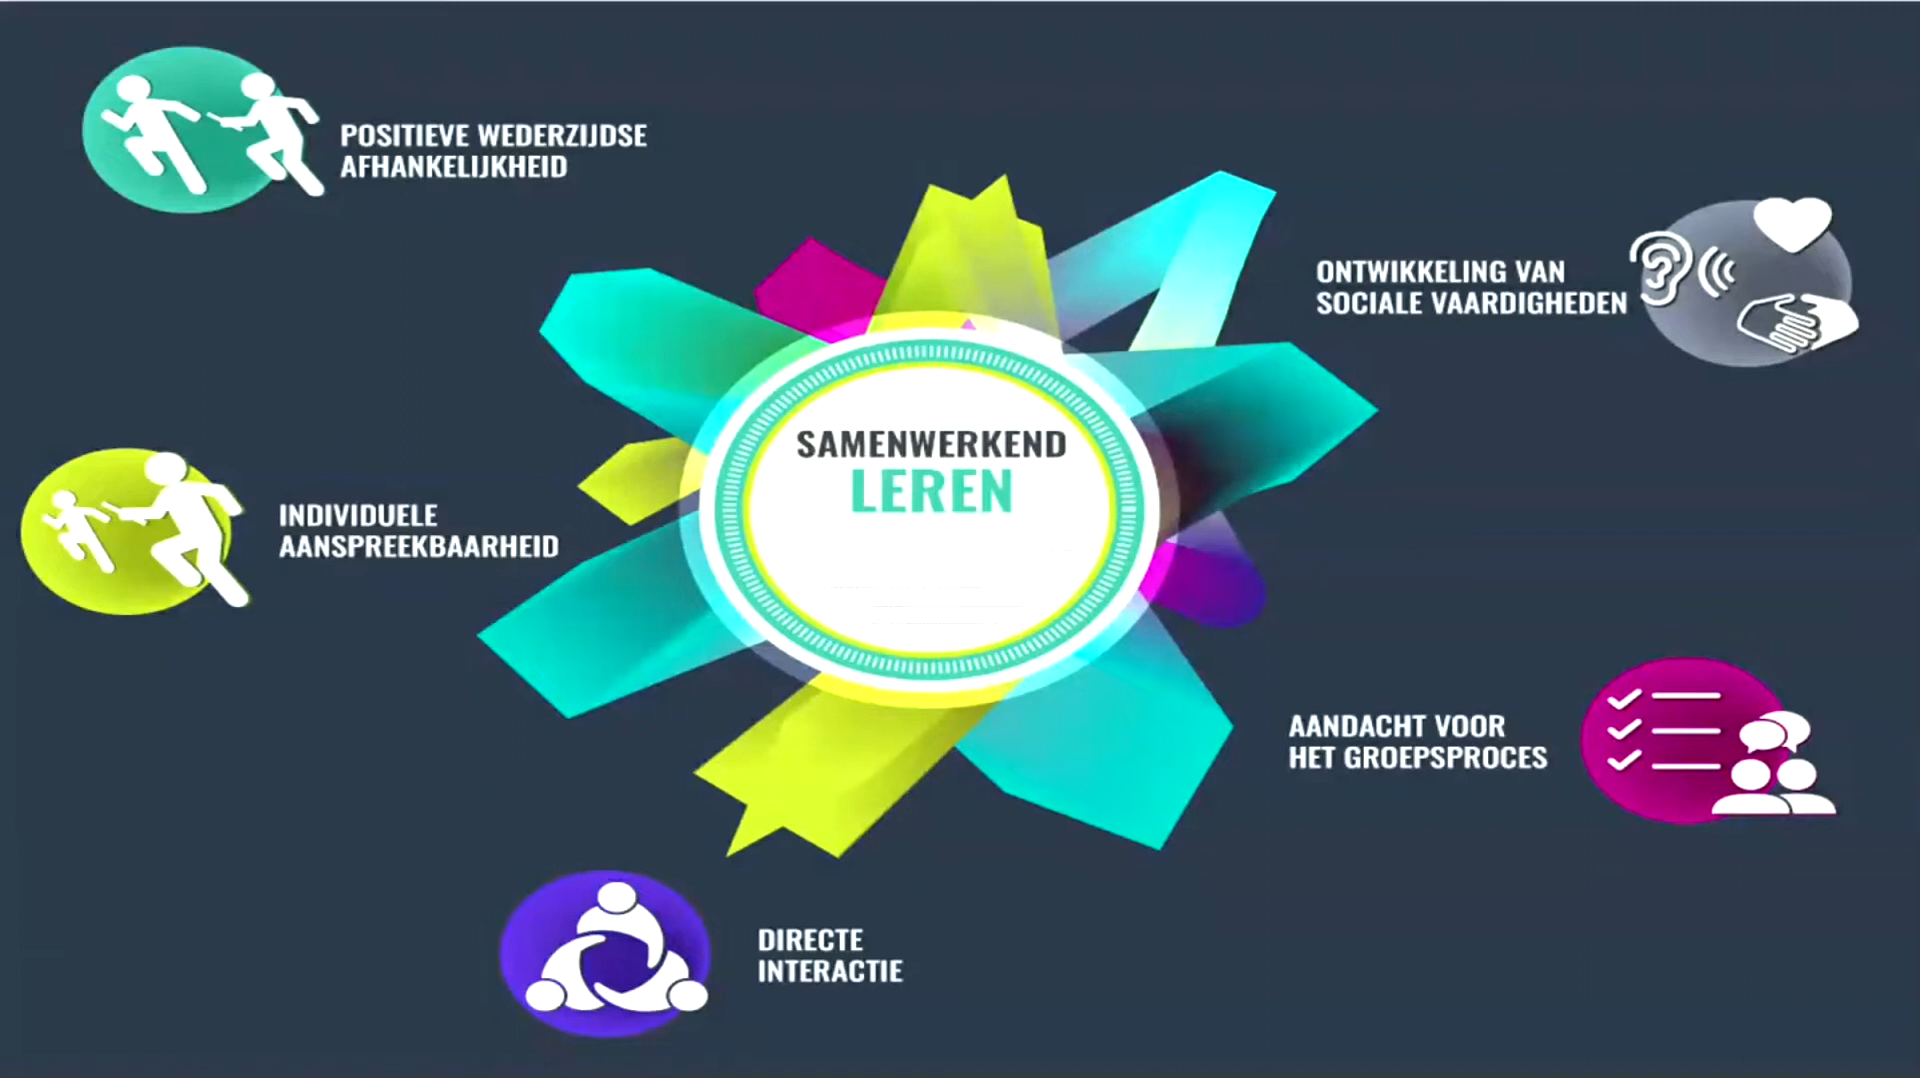 POSITIEVE WEDERZIJDSE
AFHANKELIJKHEID
ONTWIKKELING VAN
SOCIALE VAARDIGHEDEN
SAMENWERKEND
LEREN
INDIVIDUELE
AANSPREEKBAARHEID
AANDACHT VOOR
HET GROEPSPROCES
DIRECTE
INTERACTIE